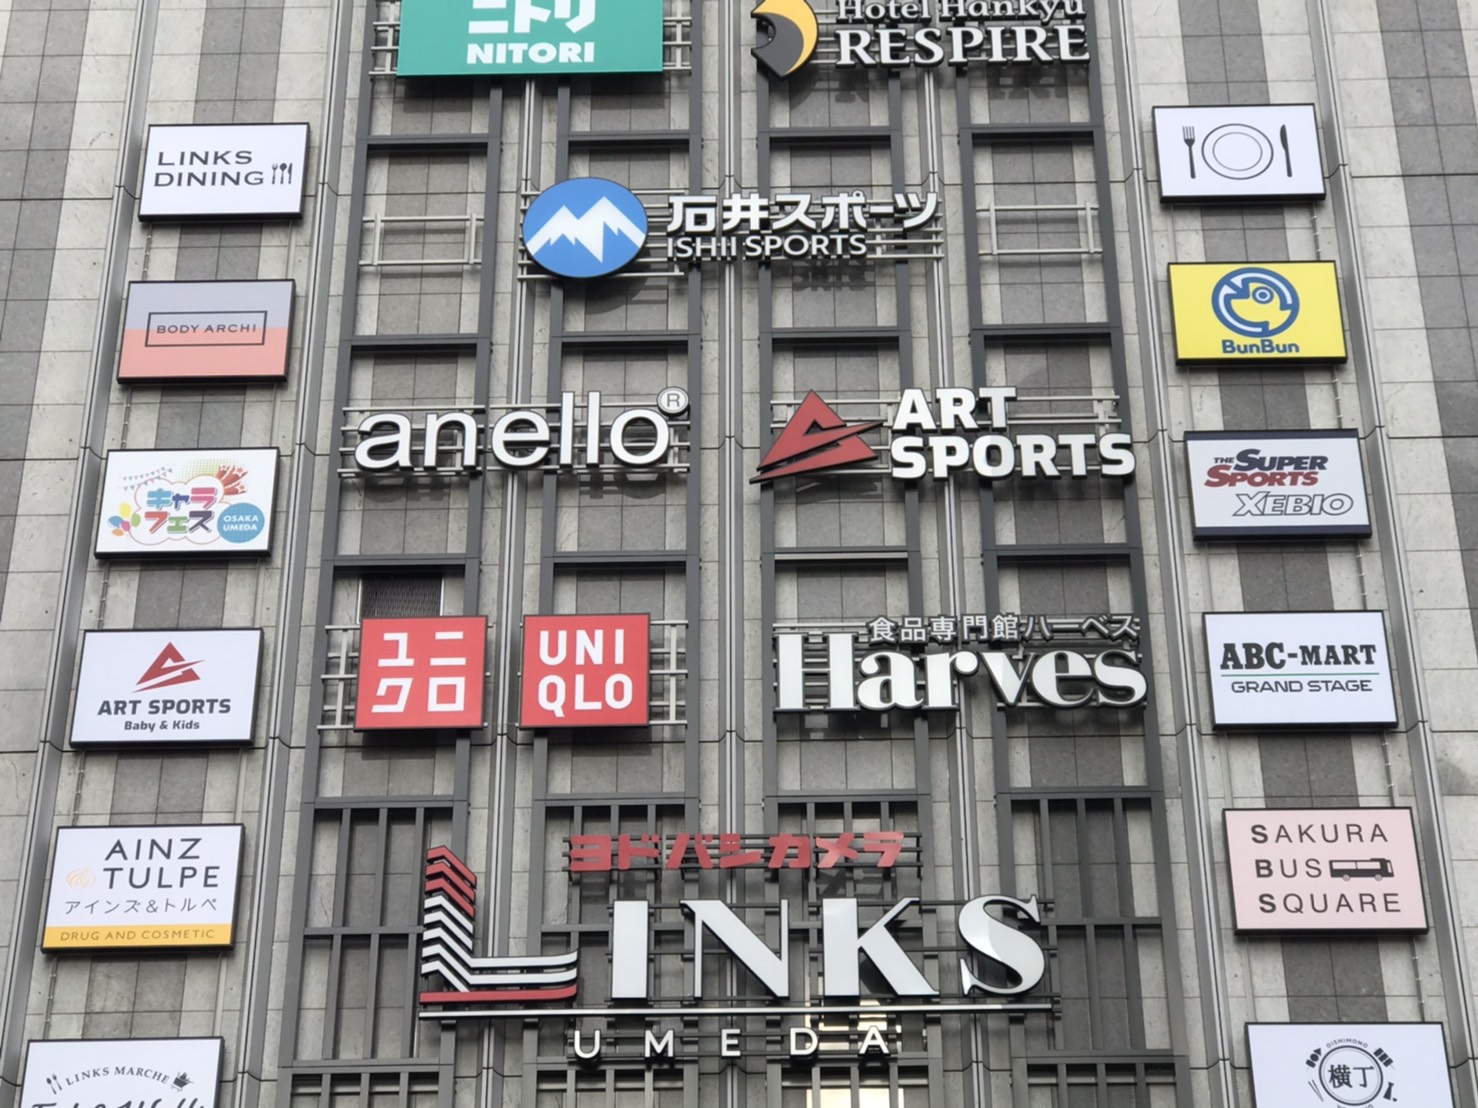 ニトリ
NITORI
Hotel Hankyu
RESPIRE
LINKS
DINING
石井スポーツ
ISHII SPORTS
BODY ARCHI
BunBun
anello®
ART
SPORTS
キャラ
フェス
OSAKA
UMEDA
THE SUPER
SPORTS
XEBIO
ユニ
クロ
UNI
QLO
食品専門館ハーベス
Harves
ART SPORTS
Baby & Kids
ABC-MART
GRAND STAGE
AINZ
TULPE
アインズ&トルペ
DRUG AND COSMETIC
ヨドバシカメラ
LINKS
UMEDA
SAKURA
BUS
SQUARE
LINKS MARCHE
OISHIMONO
横丁